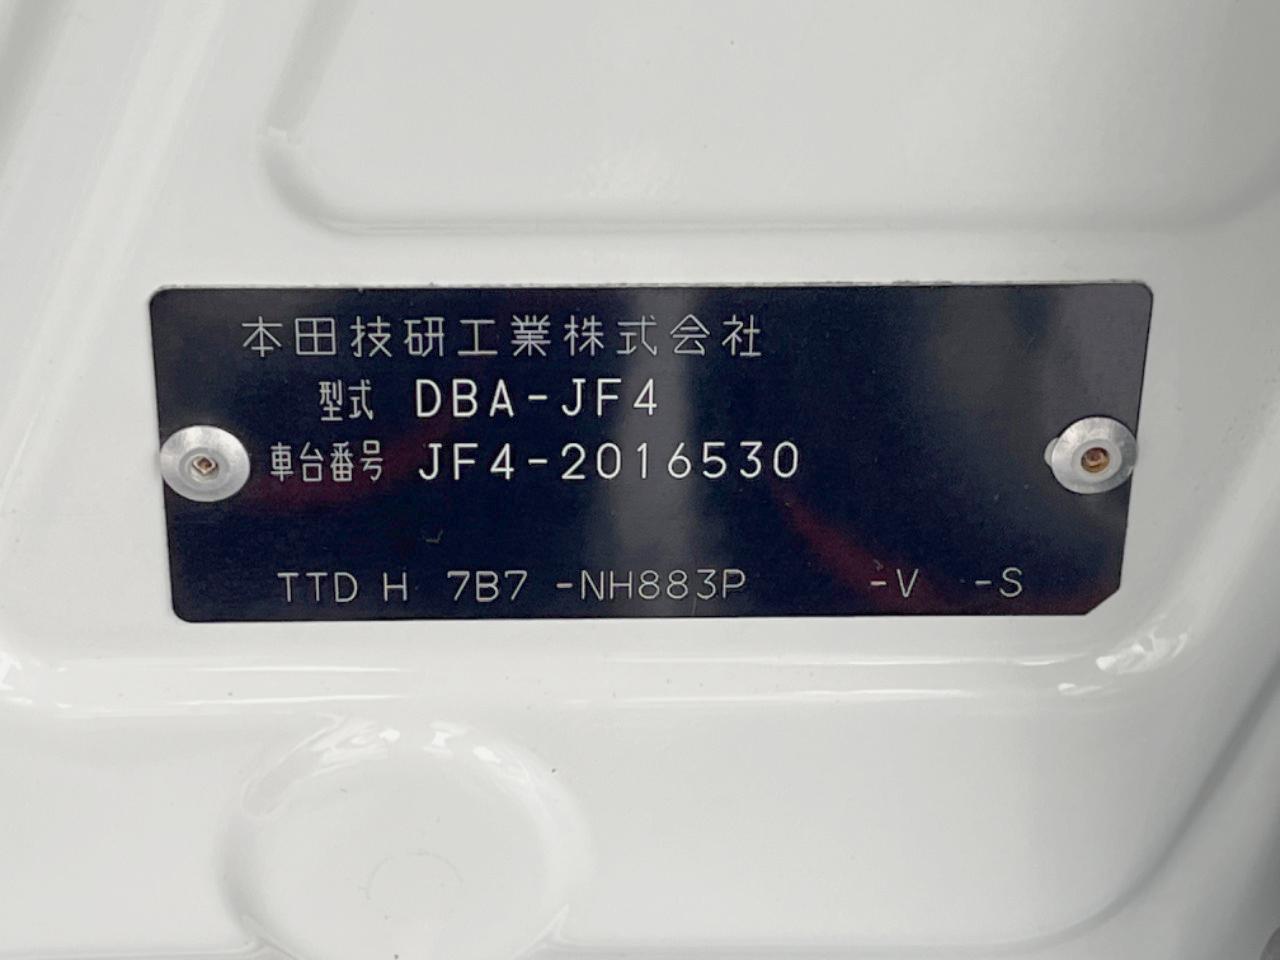 本田技研工業株式会社
型式 DBA-JF4
車台番号 JF4-2016530
TTD H 7B7 -NH883P -V -S